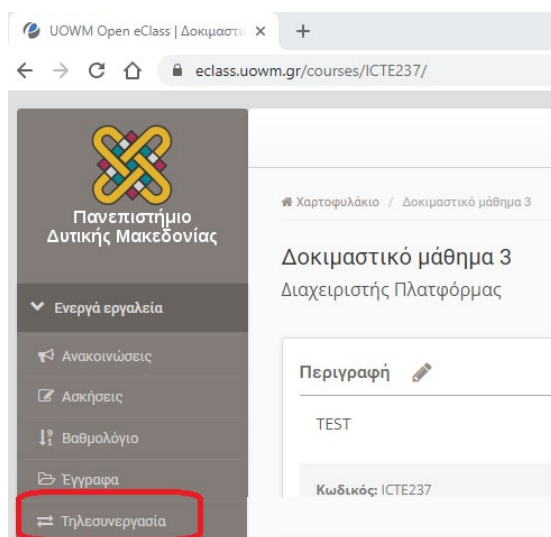 UOWM Open eClass | Δοκιμαστι
eclass.uowm.gr/courses/ICTE237/
Πανεπιστήμιο
Δυτικής Μακεδονίας
Χαρτοφυλάκιο / Δοκιμαστικό μάθημα 3
Δοκιμαστικό μάθημα 3
Διαχειριστής Πλατφόρμας
Ενεργά εργαλεία
Ανακοινώσεις
Ασκήσεις
Βαθμολόγιο
Έγγραφα
Τηλεσυνεργασία
Περιγραφή
TEST
Κωδικός: ICTE237